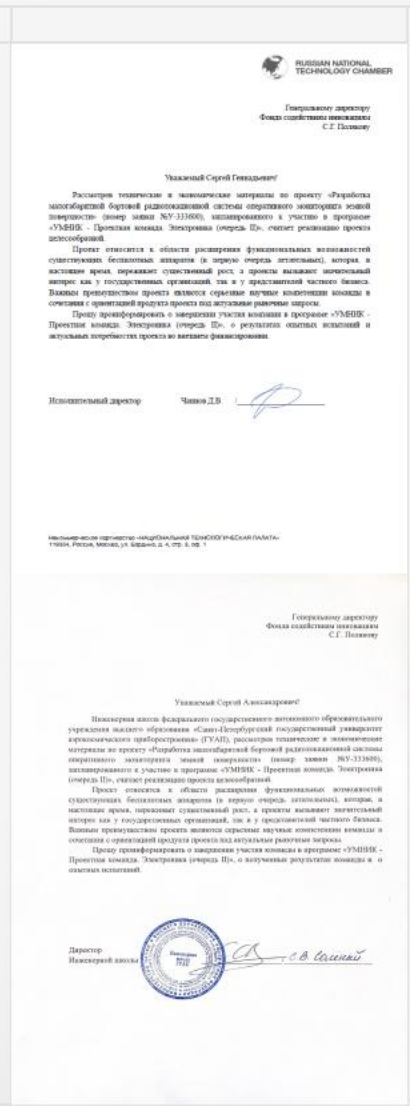 RUSSIAN NATIONAL
TECHNOLOGY CHAMBER
Генеральному директору
Фонда содействия инновациям
С.Г. Полякову
Уважаемый Сергей Геннадьевич!
Рассмотрев технические и экономические материалы по проекту «Разработка
малогабаритной бортовой радиолокационной системы оперативного мониторинга земной
поверхности» (номер заявки №У-333600), запланированного к участию в программе
«УМНИК - Проектная команда. Электроника (очередь II)», считает реализацию проекта
целесообразной.
Проект относится к области расширения функциональных возможностей
существующих беспилотных аппаратов (в первую очередь летательных), которая, в
настоящее время, переживает существенный рост, а проекты вызывают значительный
интерес как у государственных организаций, так и у представителей частного бизнеса.
Важным преимуществом проекта являются серьезные научные компетенции команды в
сочетании с ориентацией продукта проекта под актуальные рыночные запросы.
Прошу проинформировать о завершении участия компании в программе «УМНИК -
Проектная команда. Электроника (очередь II)», о результатах опытных испытаний и
актуальных потребностях проекта во внешнем финансировании.
Исполнительный директор Чашнов Д.В.
Некоммерческое партнерство «НАЦИОНАЛЬНАЯ ТЕХНОЛОГИЧЕСКАЯ ПАЛАТА»
Россия, Москва, ул.
Генеральному директору
Фонда содействия инновациям
С.Г. Полякову
Уважаемый Сергей Александрович!
Инженерная школа федерального государственного автономного образовательного
учреждения высшего образования «Санкт-Петербургский государственный университет
аэрокосмического приборостроения» (ГУАП), рассмотрев технические и экономические
материалы по проекту «Разработка малогабаритной бортовой радиолокационной системы
оперативного мониторинга земной поверхности» (номер заявки №У-333600),
запланированного к участию в программе «УМНИК - Проектная команда. Электроника
(очередь II)», считает реализацию проекта целесообразной.
Проект относится к области расширения функциональных возможностей
существующих беспилотных аппаратов (в первую очередь, летательных), которая, в
настоящее время, переживает существенный рост, а проекты вызывают значительный
интерес как у государственных организаций, так и у представителей частного бизнеса.
Важным преимуществом проекта являются серьезные научные компетенции команды в
сочетании с ориентацией продукта проекта под актуальные рыночные запросы.
Прошу проинформировать о завершении участия команды в программе «УМНИК -
Проектная команда. Электроника (очередь II)», о полученных результатах команды и о
опытных испытаний.
Директор
Инженерной школы С.В. Соленый